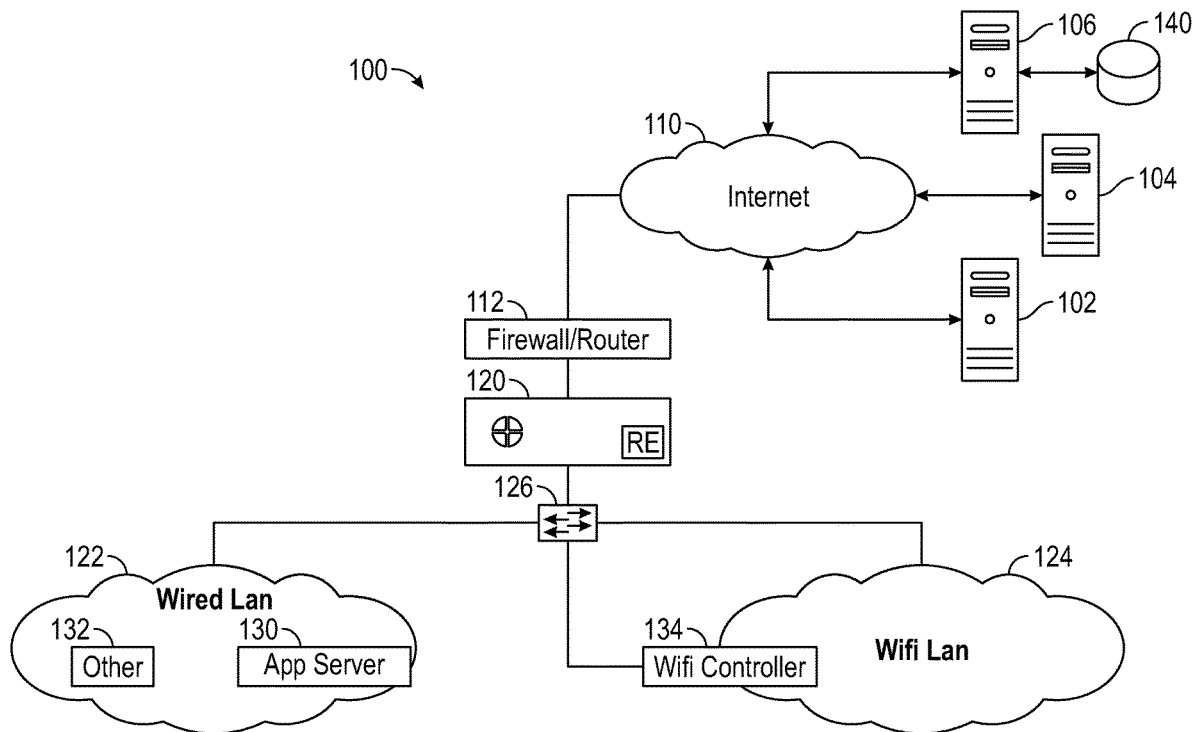 100
106
140
110
104
Internet
102
112
Firewall/Router
120
RE
126
122
124
Wired Lan
132
130
134
Other
App Server
Wifi Controller
Wifi Lan